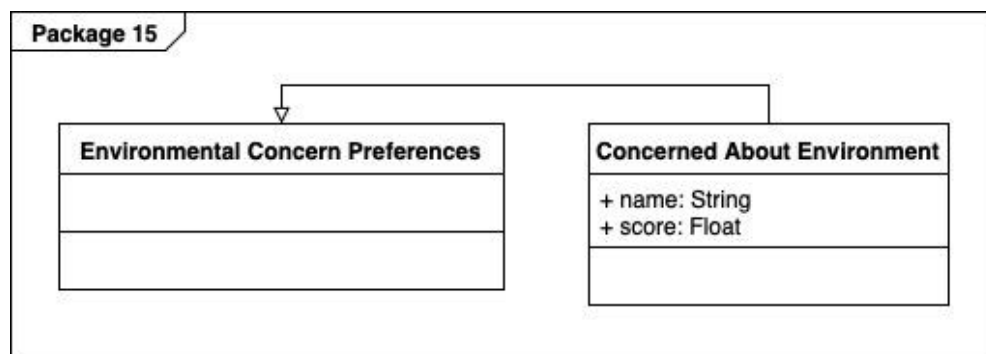 Package 15
Environmental Concern Preferences
Concerned About Environment
+ name: String
+ score: Float